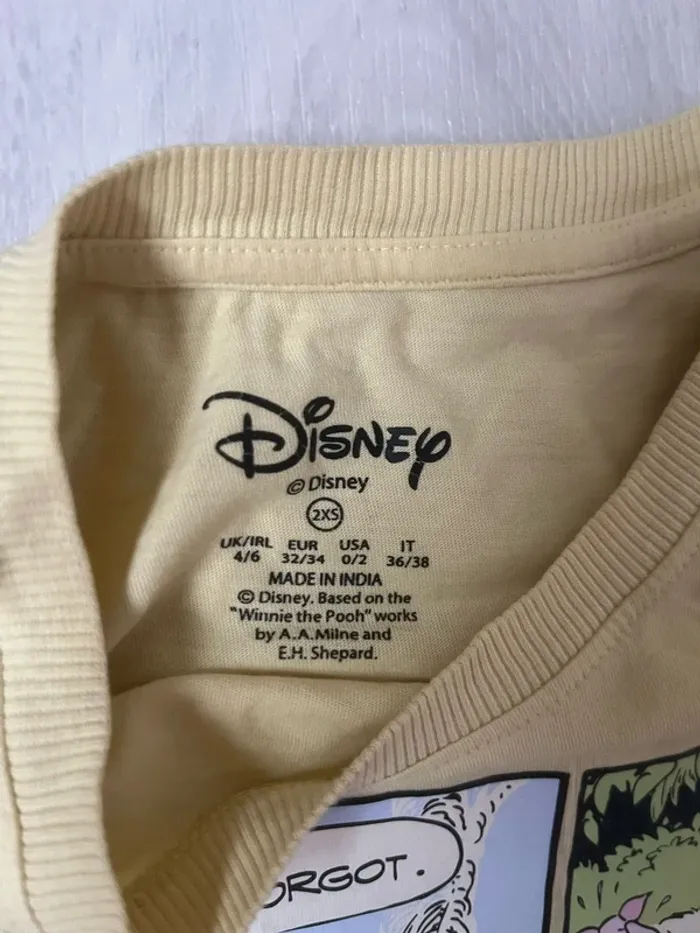 Disney
© Disney
2XS
UK/IRL EUR USA IT
4/6 32/34 0/2 36/38
MADE IN INDIA
© Disney. Based on the
"Winnie the Pooh" works
by A.A.Milne and
E.H. Shepard.